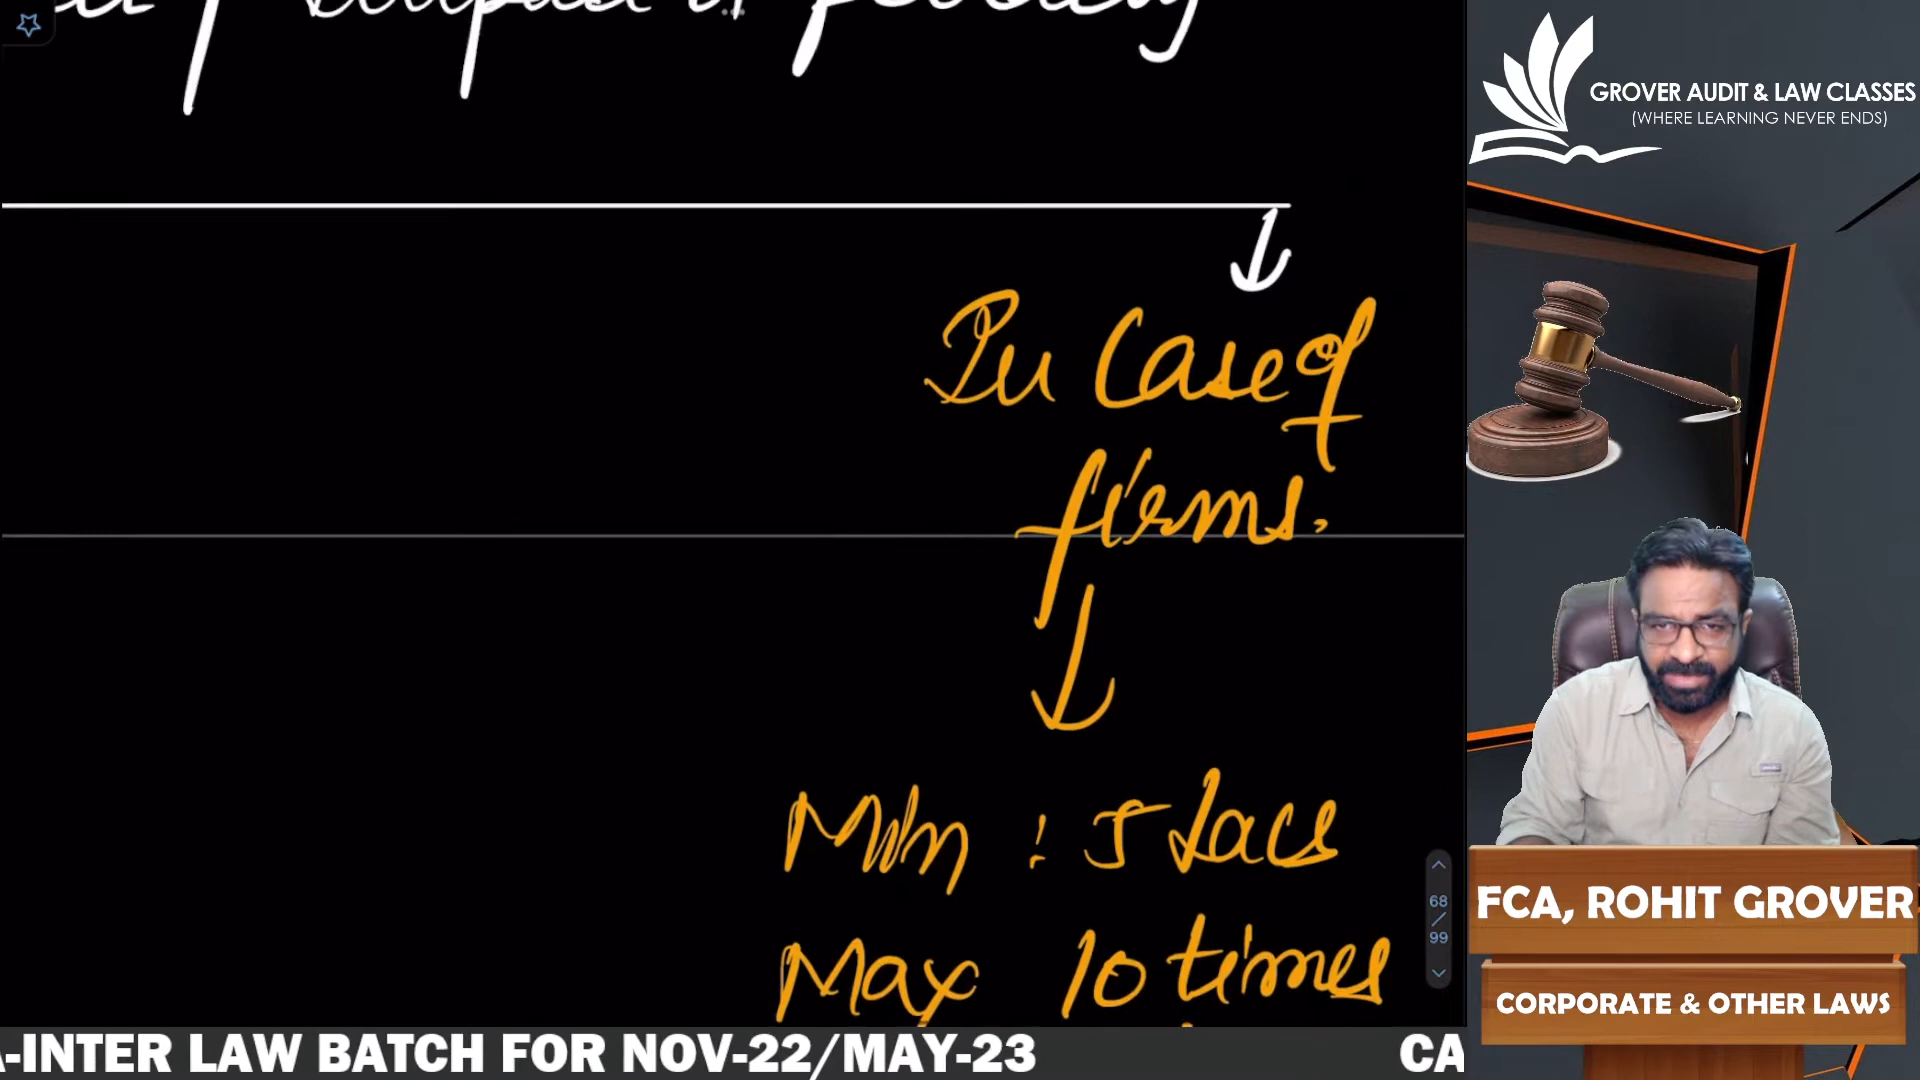 GROVER AUDIT & LAW CLASSES
(WHERE LEARNING NEVER ENDS)
In Case of
firms.
Min : 5 Lacs
Max 10 times
68
99
FCA, ROHIT GROVER
CORPORATE & OTHER LAWS
-INTER LAW BATCH FOR NOV-22/MAY-23
CA